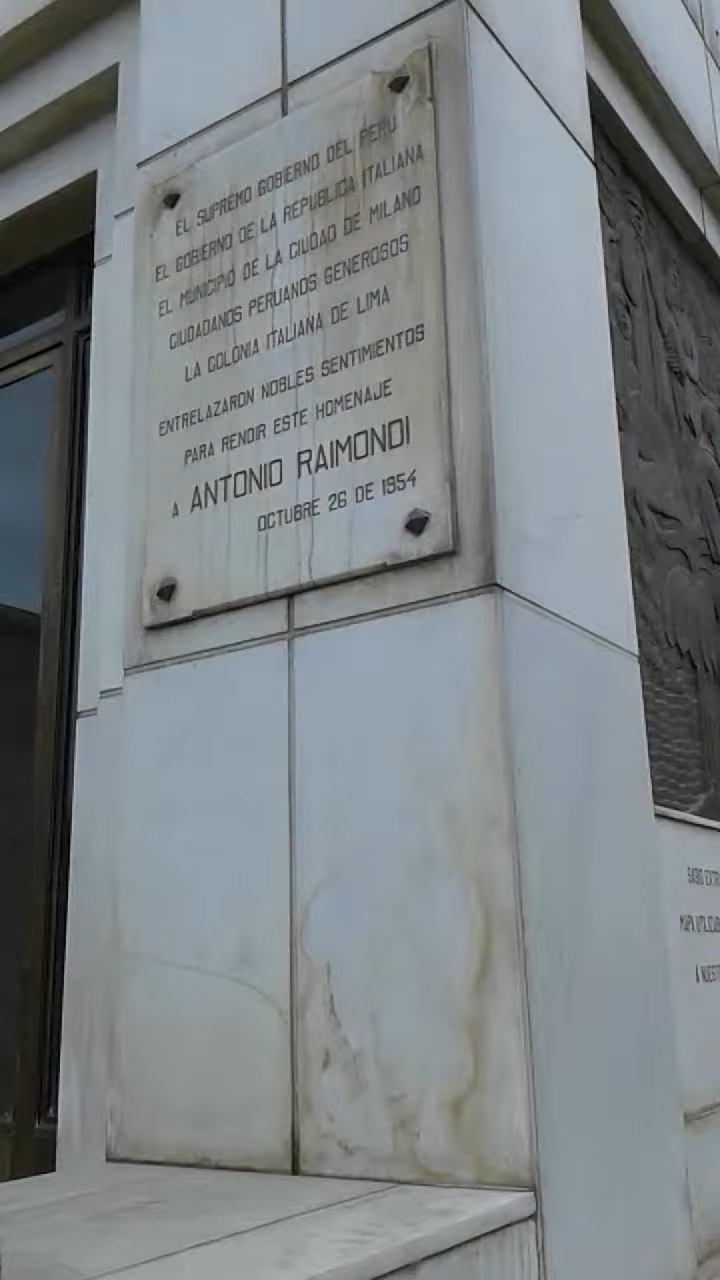 EL SUPREMO GOBIERNO DEL PERU
EL GOBIERNO DE LA REPUBLICA ITALIANA
EL MUNICIPIO DE LA CIUDAD DE MILANO
CIUDADANOS PERUANOS GENEROSOS
LA COLONIA ITALIANA DE LIMA
ENTRELAZARON NOBLES SENTIMIENTOS
PARA RENDIR ESTE HOMENAJE
A ANTONIO RAIMONDI
OCTUBRE 26 DE 1954
SABIO
A